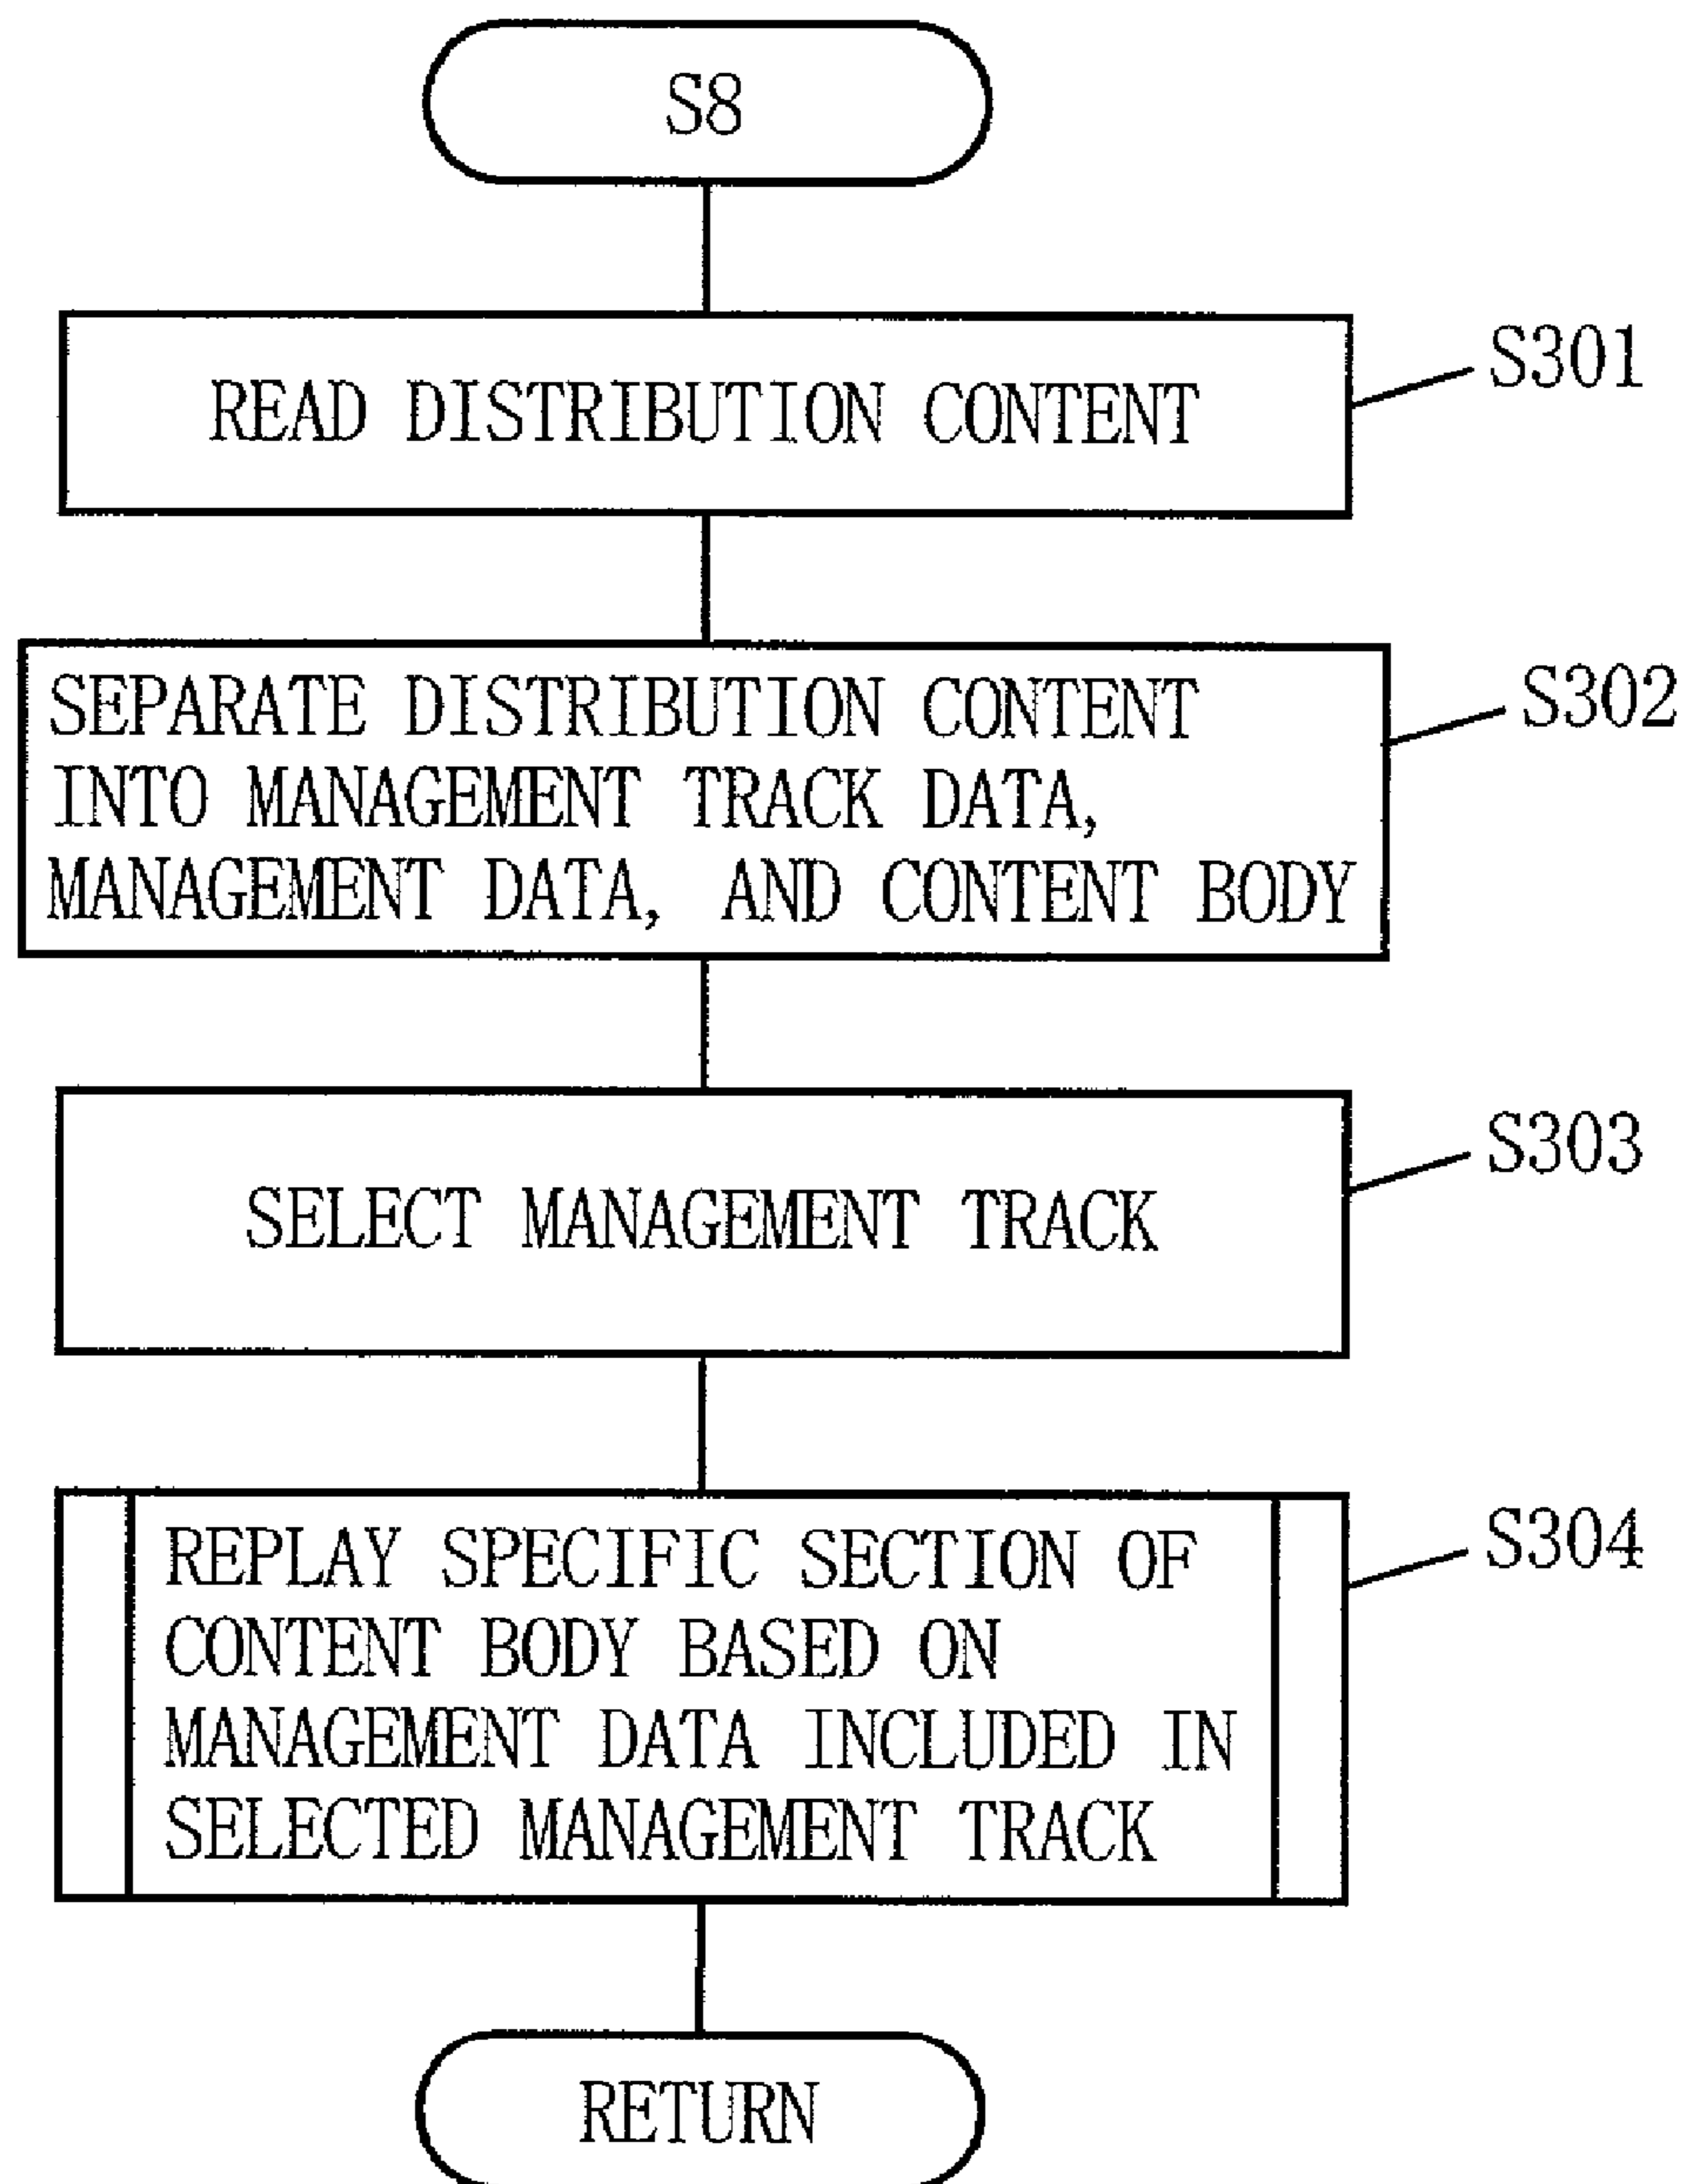 S8
READ DISTRIBUTION CONTENT
S301
SEPARATE DISTRIBUTION CONTENT
INTO MANAGEMENT TRACK DATA,
MANAGEMENT DATA, AND CONTENT BODY
S302
SELECT MANAGEMENT TRACK
S303
REPLAY SPECIFIC SECTION OF
CONTENT BODY BASED ON
MANAGEMENT DATA INCLUDED IN
SELECTED MANAGEMENT TRACK
S304
RETURN